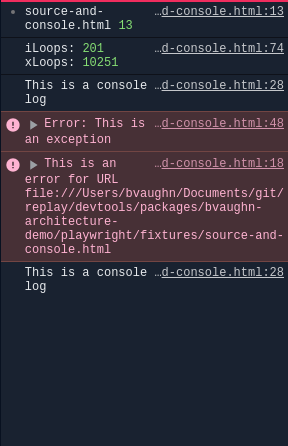 source-and-console.html 13 …d-console.html:13
iLoops: 201 …d-console.html:74
xLoops: 10251
This is a console …d-console.html:28
log
Error: This is …d-console.html:48
an exception
This is an …d-console.html:18
error for URL
file:///Users/bvaughn/Documents/git/
replay/devtools/packages/bvaughn-
architecture-
demo/playwright/fixtures/source-and-
console.html
This is a console …d-console.html:28
log